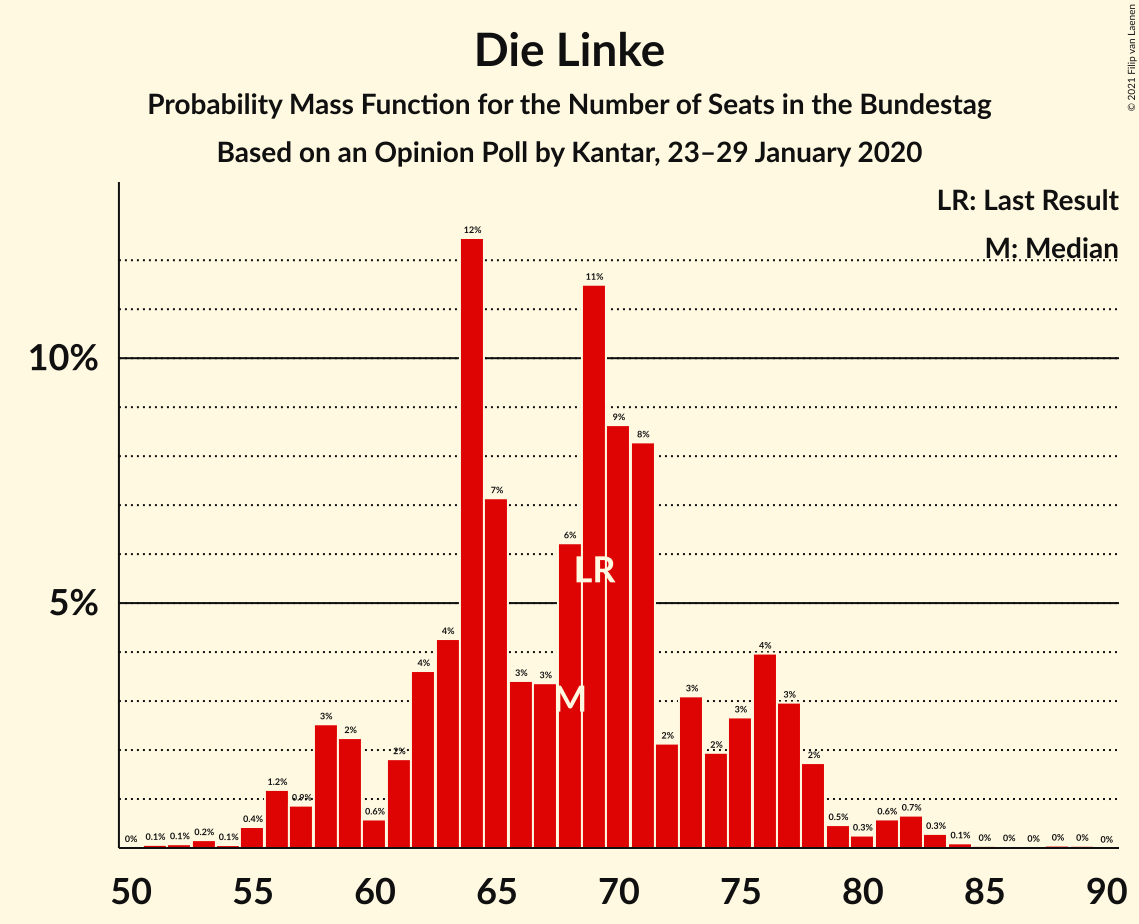 © 2021 Filip van Laenen
Die Linke
Probability Mass Function for the Number of Seats in the Bundestag
Based on an Opinion Poll by Kantar, 23–29 January 2020
LR: Last Result
M: Median
10%
5%
0% 0.1% 0.1% 0.2% 0.1% 0.4% 1.2% 0.9% 3% 2% 0.6% 2% 4% 4% 12% 7% 3% 3% 6% 11% 9% 8% 2% 3% 2% 3% 4% 3% 2% 0.5% 0.3% 0.6% 0.7% 0.3% 0.1% 0% 0% 0% 0% 0% 0%
LR
M
50 55 60 65 70 75 80 85 90